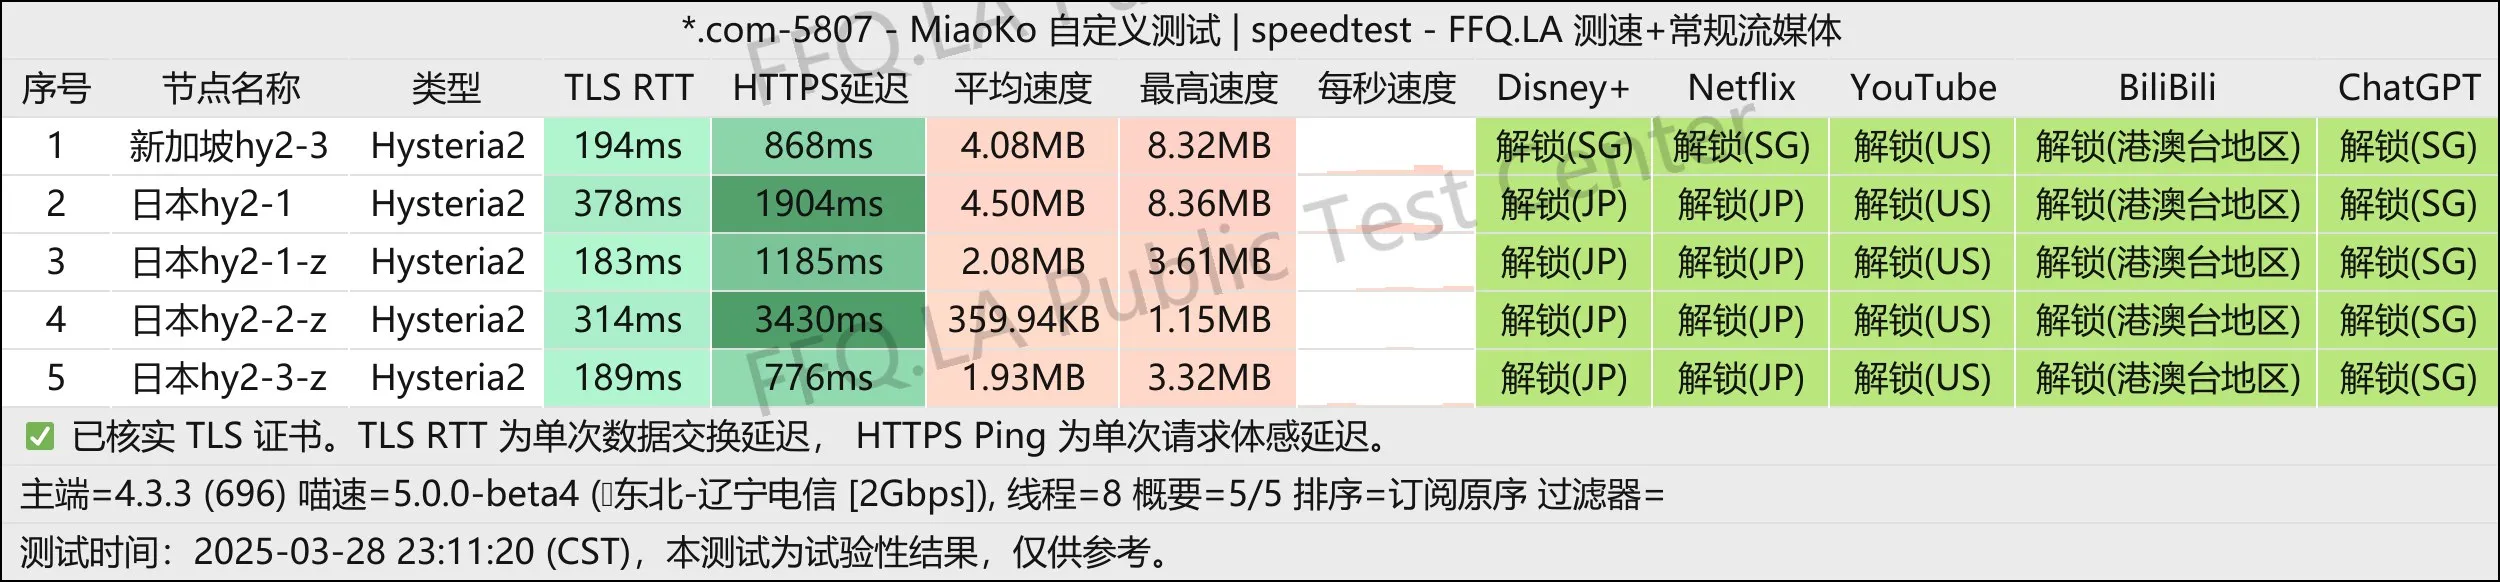 *.com-5807 - MiaoKo 自定义测试 | speedtest - FFQ.LA 测速+常规流媒体
序号 节点名称 类型 TLS RTT HTTPS延迟 平均速度 最高速度 每秒速度 Disney+ Netflix YouTube BiliBili ChatGPT
1 新加坡hy2-3 Hysteria2 194ms 868ms 4.08MB 8.32MB 解锁(SG) 解锁(SG) 解锁(US) 解锁(港澳台地区) 解锁(SG)
2 日本hy2-1 Hysteria2 378ms 1904ms 4.50MB 8.36MB 解锁(JP) 解锁(JP) 解锁(US) 解锁(港澳台地区) 解锁(SG)
3 日本hy2-1-z Hysteria2 183ms 1185ms 2.08MB 3.61MB 解锁(JP) 解锁(JP) 解锁(US) 解锁(港澳台地区) 解锁(SG)
4 日本hy2-2-z Hysteria2 314ms 3430ms 359.94KB 1.15MB 解锁(JP) 解锁(JP) 解锁(US) 解锁(港澳台地区) 解锁(SG)
5 日本hy2-3-z Hysteria2 189ms 776ms 1.93MB 3.32MB 解锁(JP) 解锁(JP) 解锁(US) 解锁(港澳台地区) 解锁(SG)
✅ 已核实 TLS 证书。TLS RTT 为单次数据交换延迟， HTTPS Ping 为单次请求体感延迟。
主端=4.3.3 (696) 喵速=5.0.0-beta4 (东北-辽宁电信 [2Gbps]), 线程=8 概要=5/5 排序=订阅原序 过滤器=
测试时间：2025-03-28 23:11:20 (CST)，本测试为试验性结果，仅供参考。
FFQ.LA Public Test Center